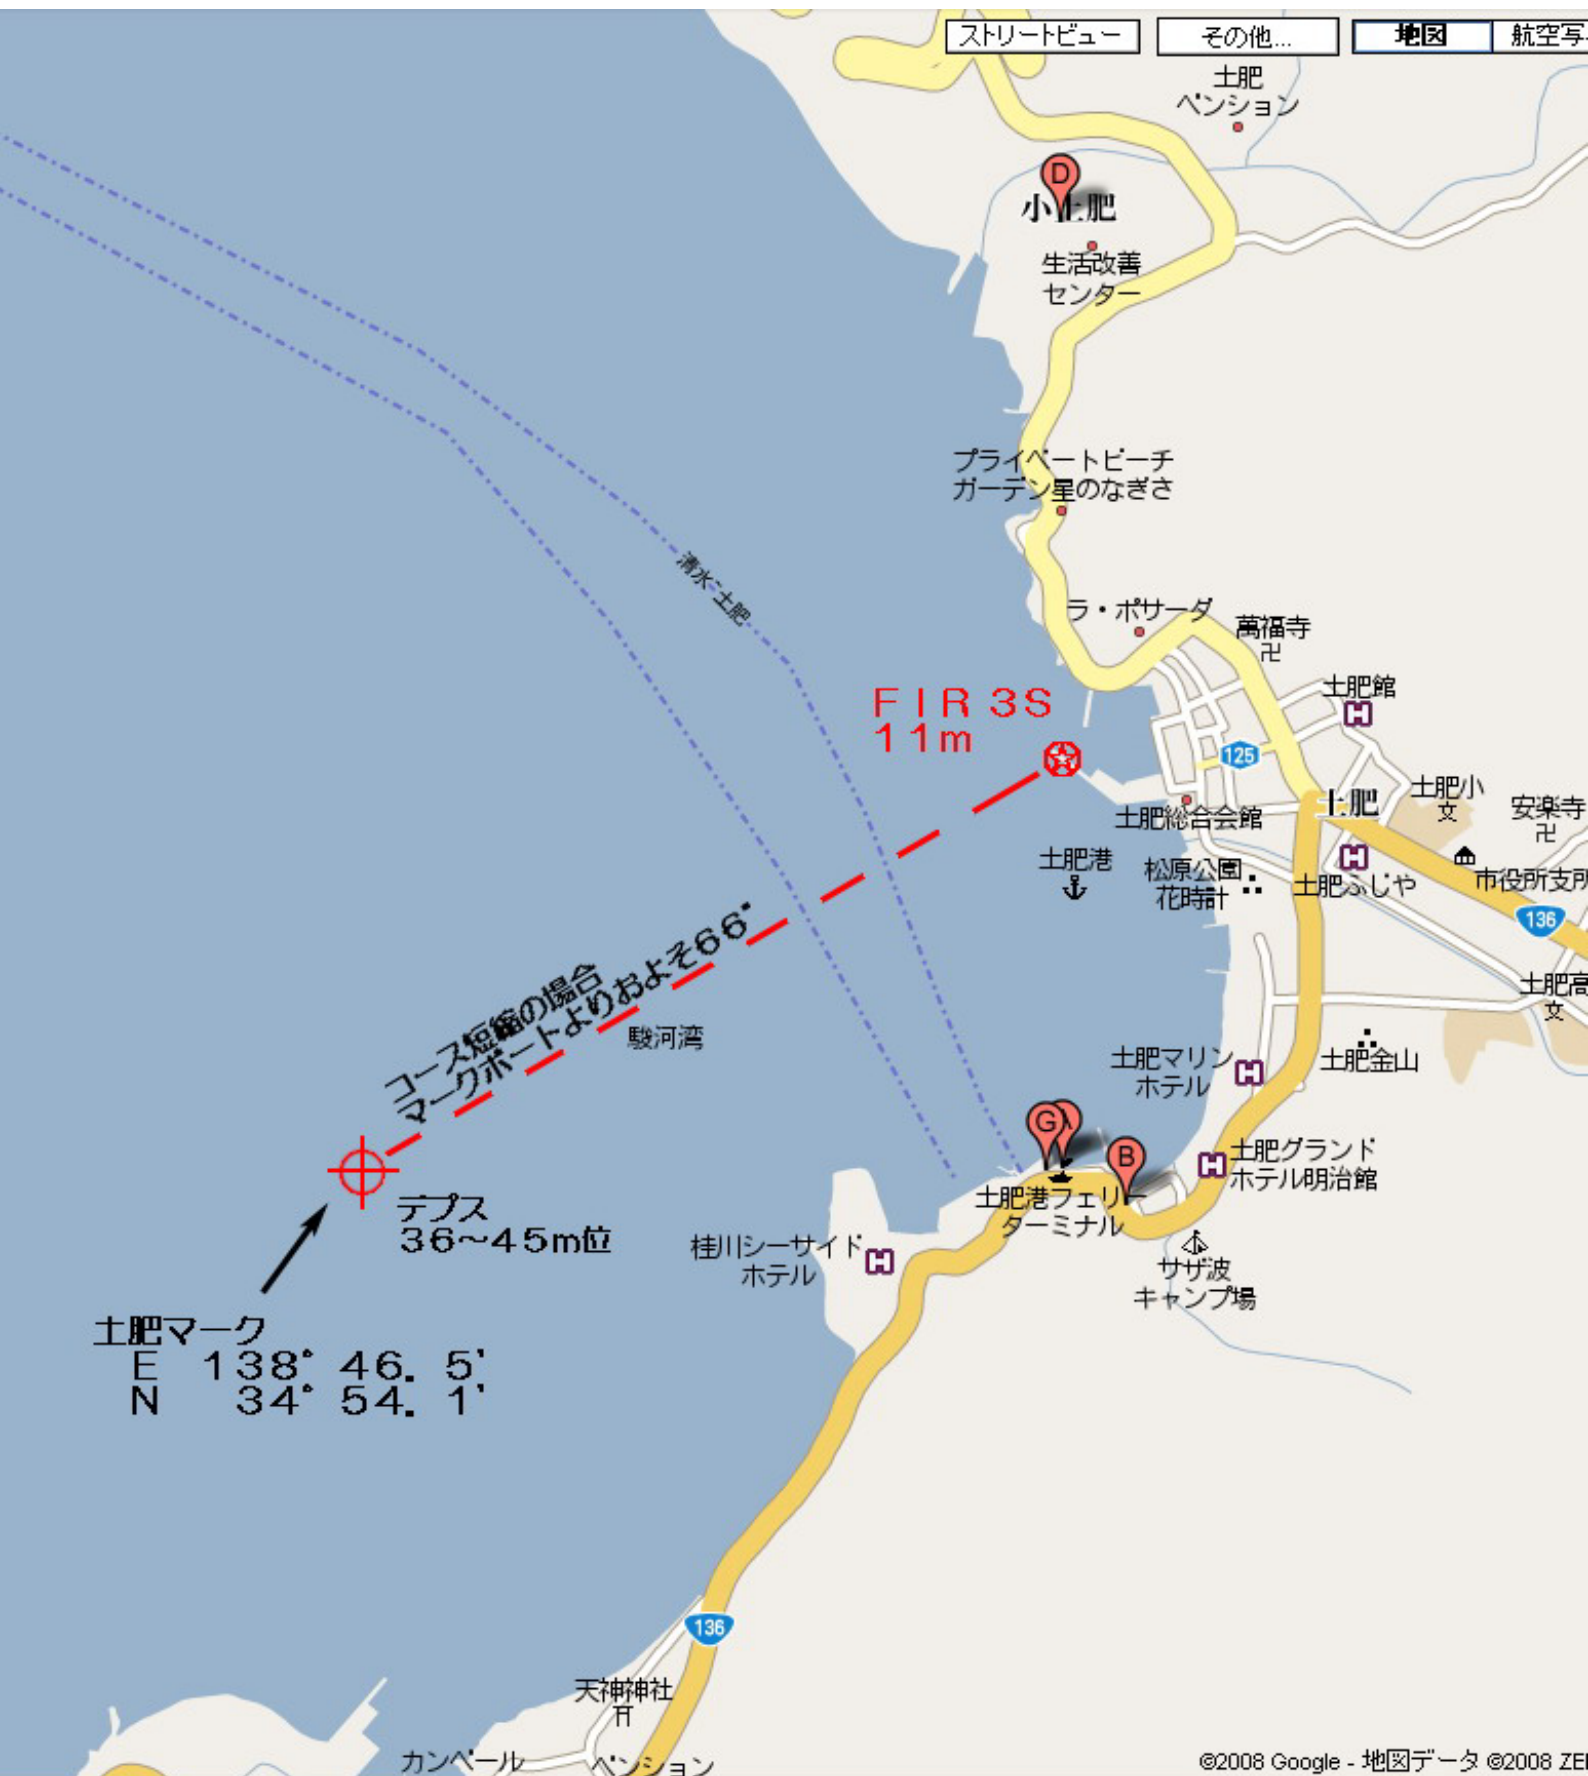 ストリートビュー
その他...
地図
航空写
土肥
ペンション
D
小土肥
生活改善
センター
プライベートビーチ
ガーデン星のなぎさ
清水-土肥
ラ・ポサーダ
萬福寺
卍
土肥館
H
FIR 3S
11m
125
土肥
土肥小
文
安楽寺
卍
土肥総合会館
土肥港
松原公園
花時計
H
土肥ふじや
市役所支所
136
コース短縮の場合
マークボートよりおよそ66°
駿河湾
土肥高
文
土肥マリン
ホテル
H
土肥金山
G
A
B
土肥グランド
ホテル明治館
H
デプス
36～45m位
土肥港フェリー
ターミナル
桂川シーサイド
ホテル
H
サザ波
キャンプ場
土肥マーク
E 138° 46. 5'
N 34° 54. 1'
136
天神神社
カンベール
ペンション
©2008 Google - 地図データ ©2008 ZE